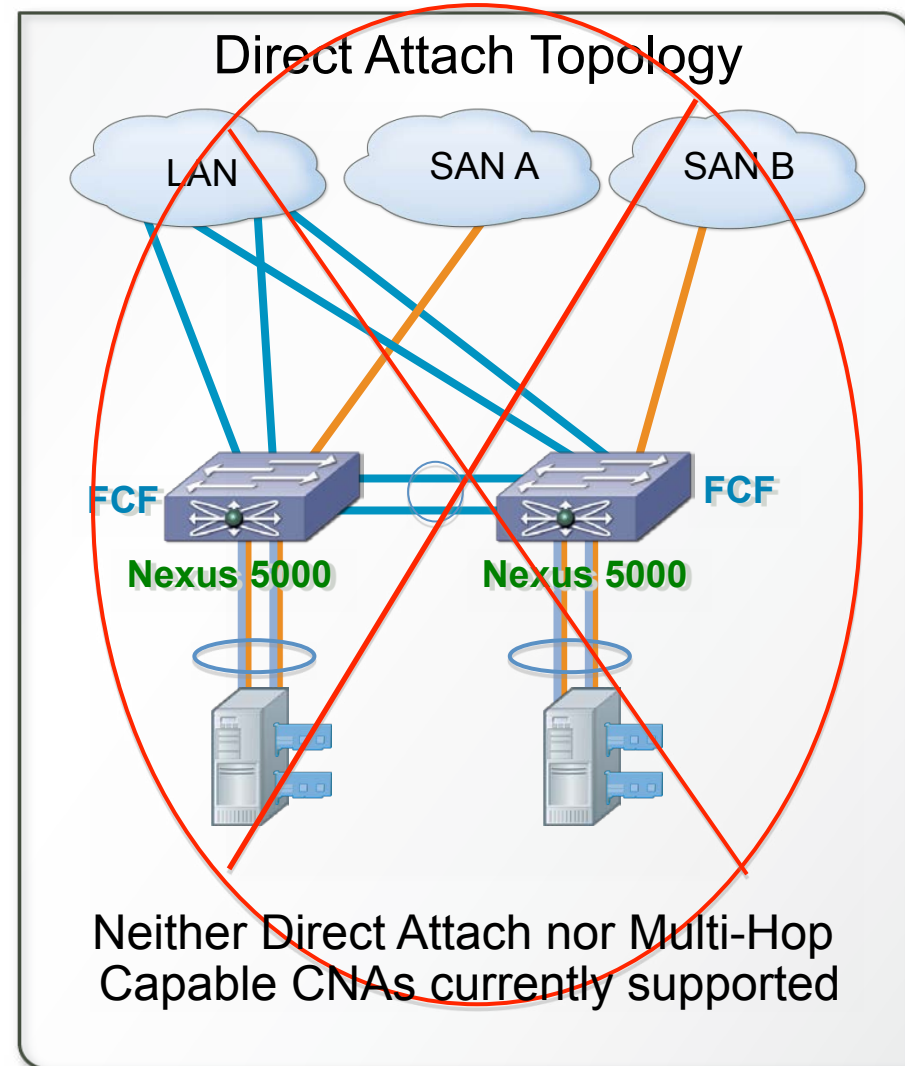 Direct Attach Topology
LAN
SAN A
SAN B
FCF
FCF
Nexus 5000
Nexus 5000
Neither Direct Attach nor Multi-Hop
Capable CNAs currently supported